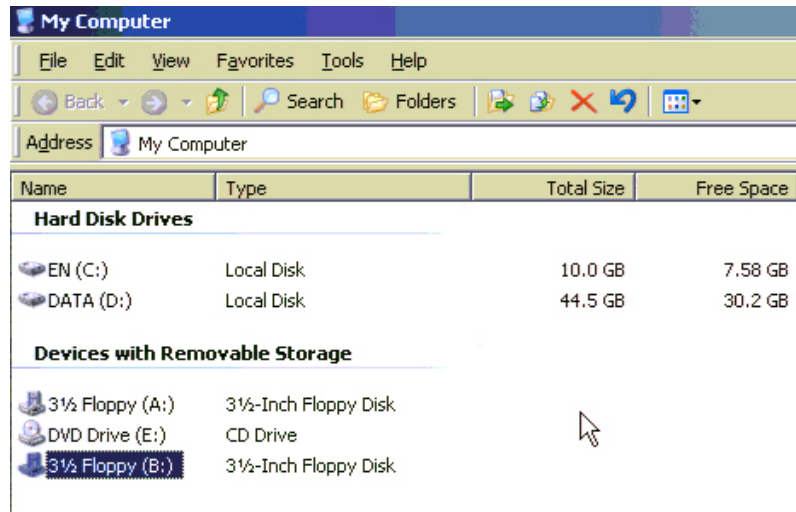 My Computer
File Edit View Favorites Tools Help
Back Search Folders
Address My Computer
Name Type Total Size Free Space
Hard Disk Drives
EN (C:) Local Disk 10.0 GB 7.58 GB
DATA (D:) Local Disk 44.5 GB 30.2 GB
Devices with Removable Storage
3½ Floppy (A:) 3½-Inch Floppy Disk
DVD Drive (E:) CD Drive
3½ Floppy (B:) 3½-Inch Floppy Disk